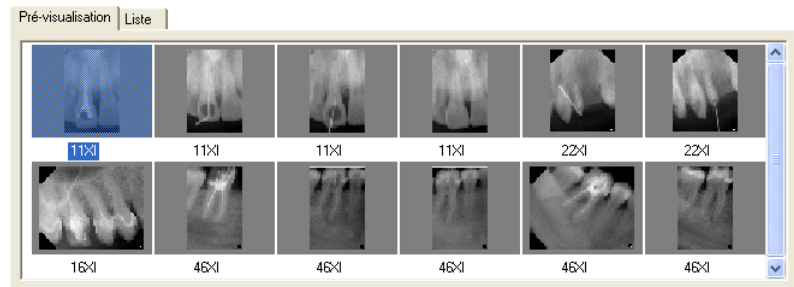 Pré-visualisation Liste
11XI 11XI 11XI 11XI 22XI 22XI
16XI 46XI 46XI 46XI 46XI 46XI